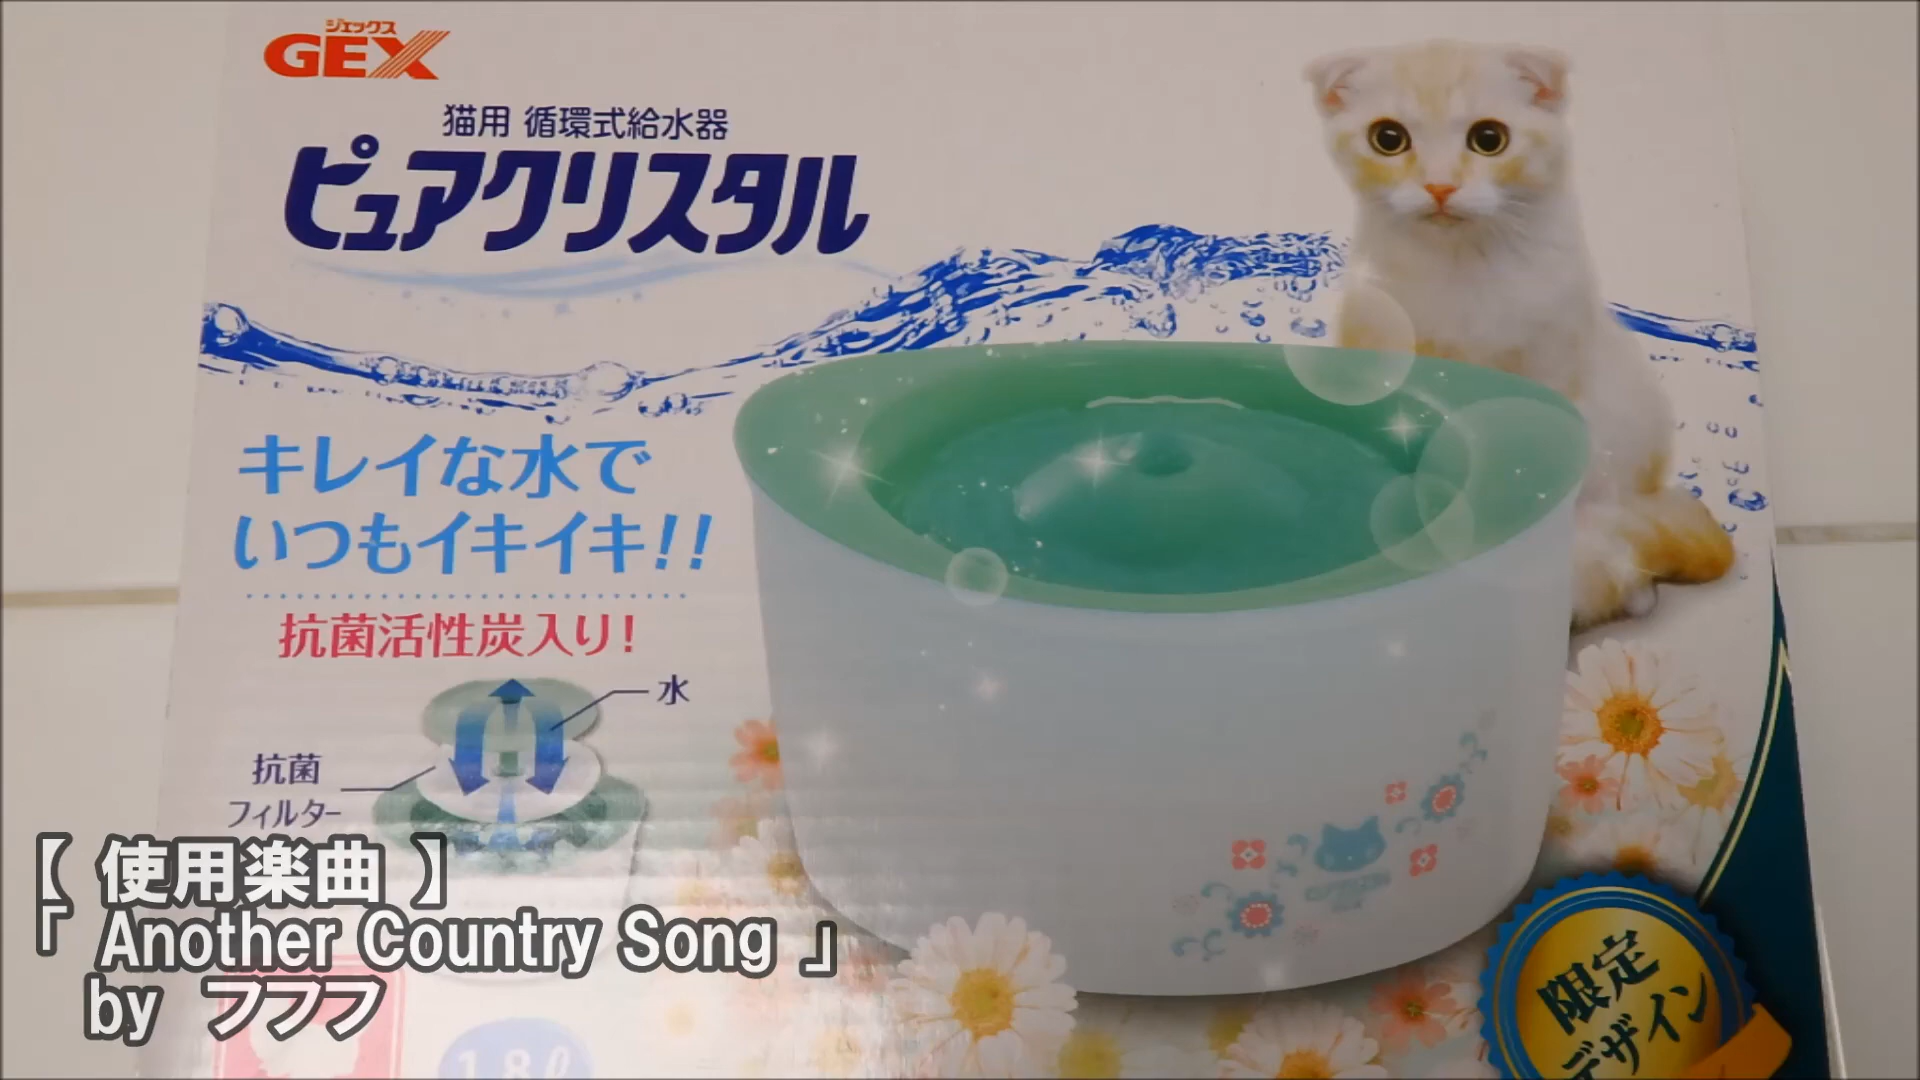 ジェックス
GEX
猫用 循環式給水器
ピュアクリスタル
キレイな水で
いつもイキイキ!!
抗菌活性炭入り!
水
抗菌
フィルター
【 使用楽曲 】
「 Another Country Song 」
by フフフ
1.8ℓ
限定
デザイン